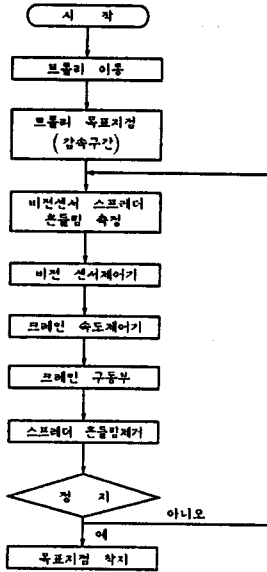 시 작
트롤리 이동
트롤리 목표지점
(감속구간)
비전센서 스프레더
흔들림 측정
비전 센서제어기
크레인 속도제어기
크레인 구동부
스프레더 흔들림제거
정 지
아니오
예
목표지점 착지